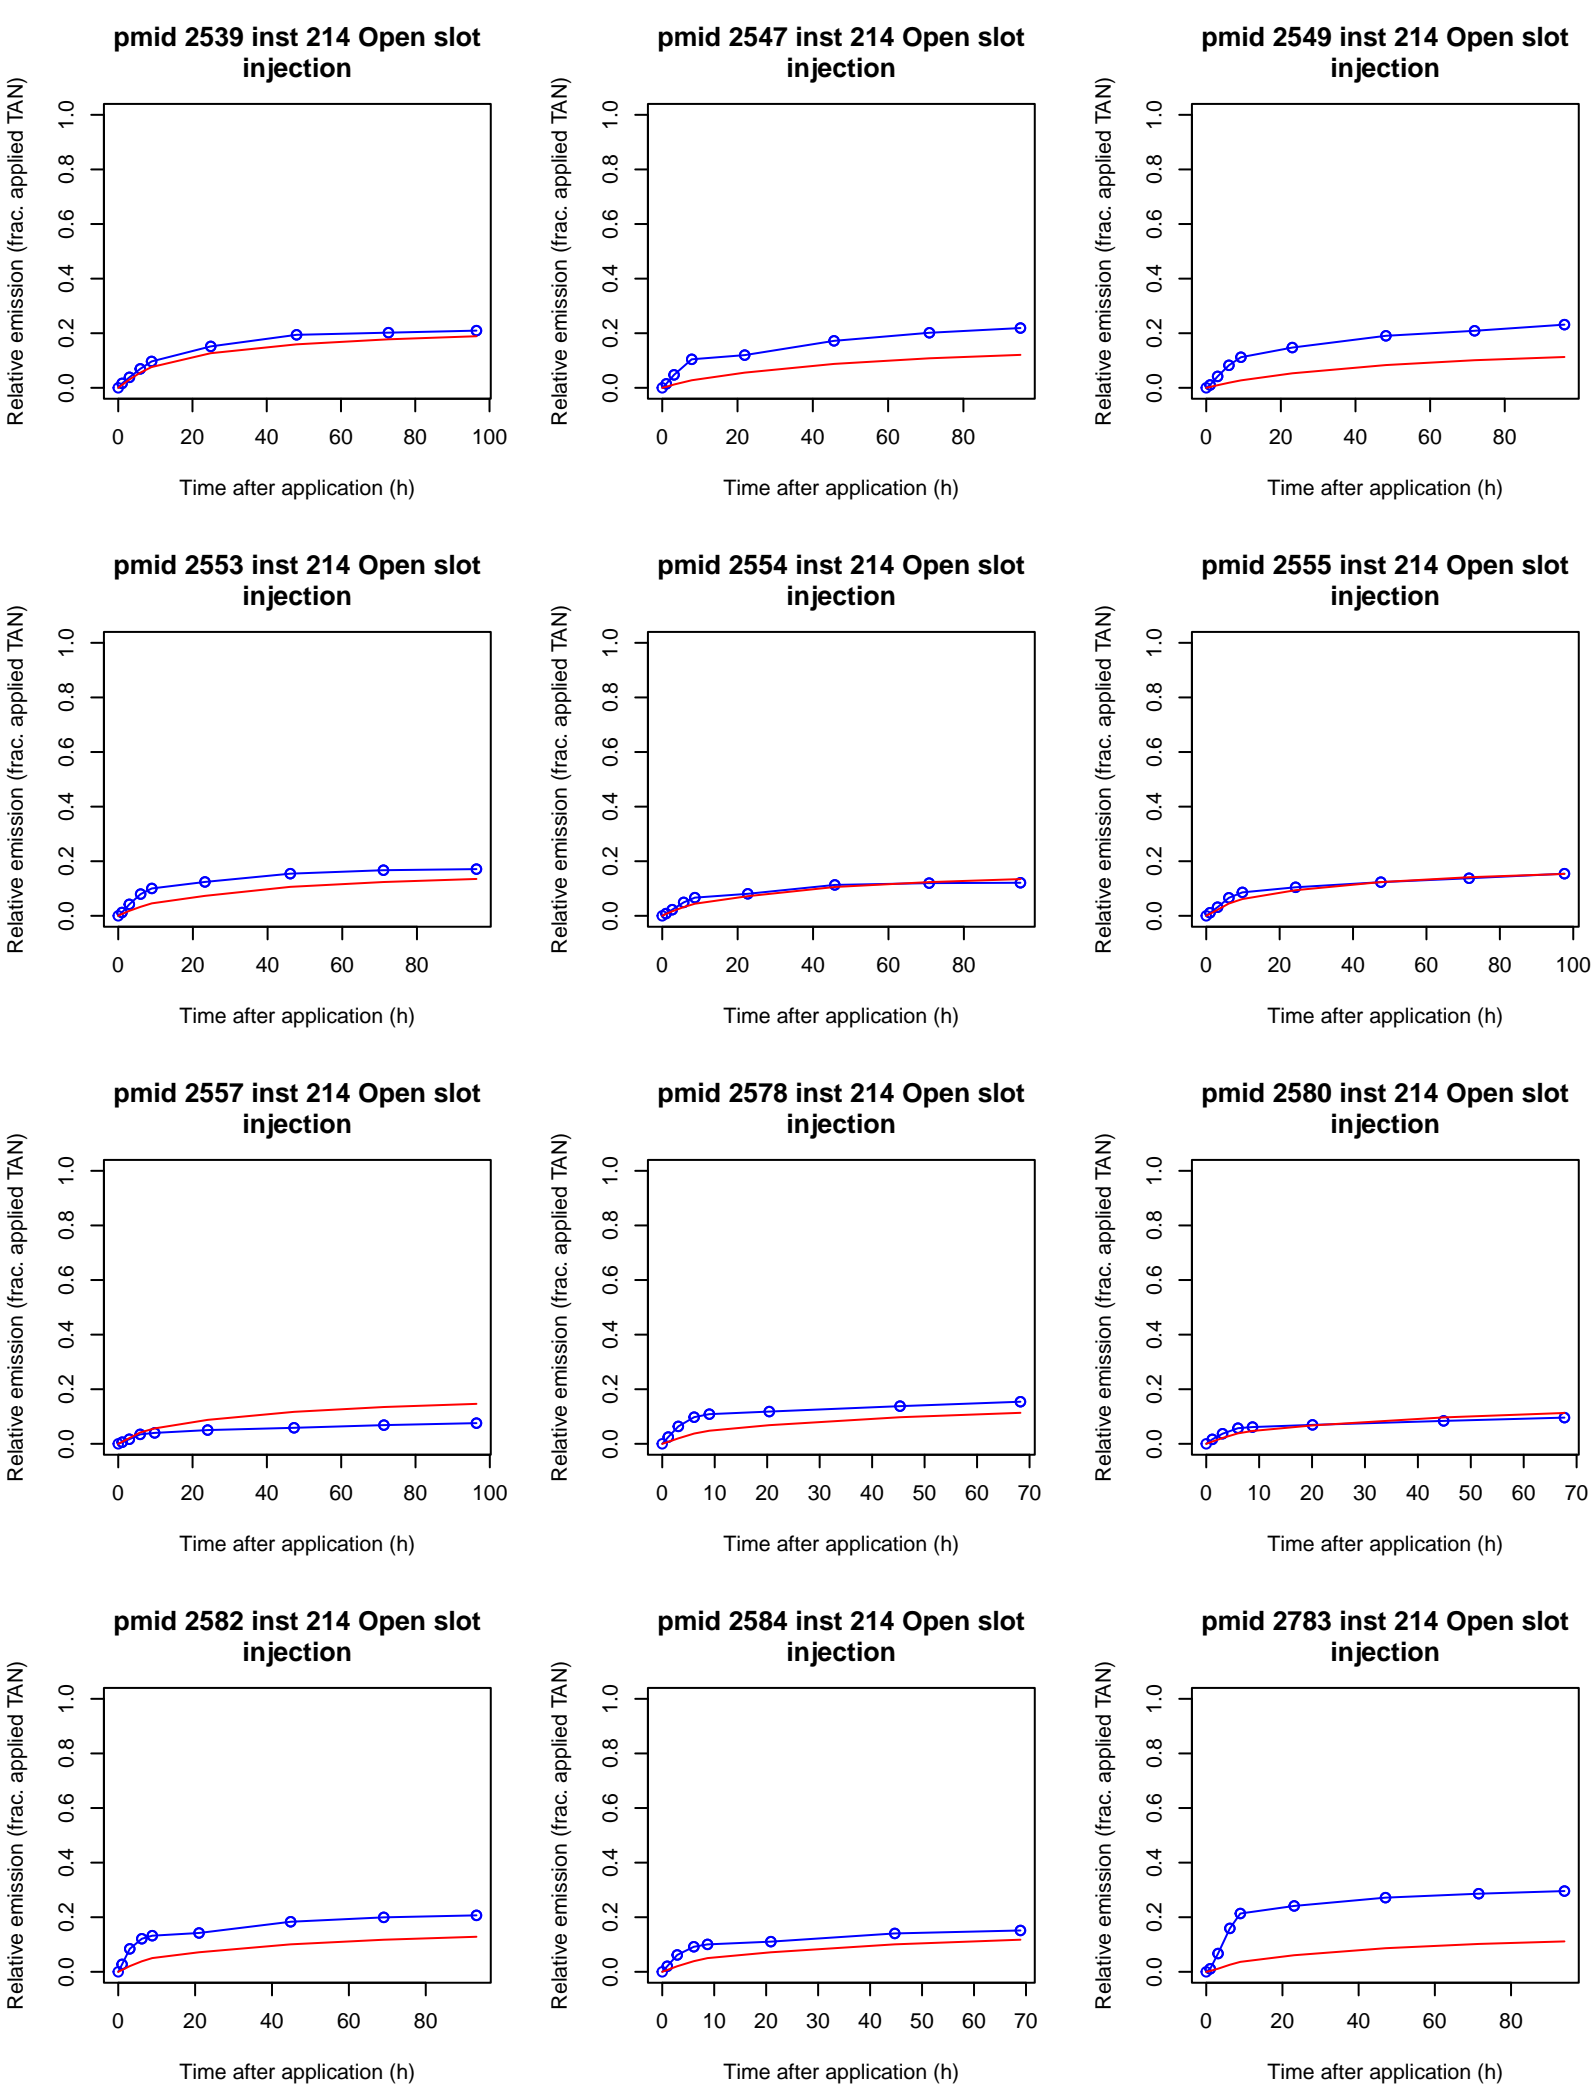 pmid 2539 inst 214 Open slot
injection
Relative emission (frac. applied TAN)
1.0
0.8
0.6
0.4
0.2
0.0
0 20 40 60 80 100
Time after application (h)
pmid 2547 inst 214 Open slot
injection
Relative emission (frac. applied TAN)
1.0
0.8
0.6
0.4
0.2
0.0
0 20 40 60 80
Time after application (h)
pmid 2549 inst 214 Open slot
injection
Relative emission (frac. applied TAN)
1.0
0.8
0.6
0.4
0.2
0.0
0 20 40 60 80
Time after application (h)
pmid 2553 inst 214 Open slot
injection
Relative emission (frac. applied TAN)
1.0
0.8
0.6
0.4
0.2
0.0
0 20 40 60 80
Time after application (h)
pmid 2554 inst 214 Open slot
injection
Relative emission (frac. applied TAN)
1.0
0.8
0.6
0.4
0.2
0.0
0 20 40 60 80
Time after application (h)
pmid 2555 inst 214 Open slot
injection
Relative emission (frac. applied TAN)
1.0
0.8
0.6
0.4
0.2
0.0
0 20 40 60 80 100
Time after application (h)
pmid 2557 inst 214 Open slot
injection
Relative emission (frac. applied TAN)
1.0
0.8
0.6
0.4
0.2
0.0
0 20 40 60 80 100
Time after application (h)
pmid 2578 inst 214 Open slot
injection
Relative emission (frac. applied TAN)
1.0
0.8
0.6
0.4
0.2
0.0
0 10 20 30 40 50 60 70
Time after application (h)
pmid 2580 inst 214 Open slot
injection
Relative emission (frac. applied TAN)
1.0
0.8
0.6
0.4
0.2
0.0
0 10 20 30 40 50 60 70
Time after application (h)
pmid 2582 inst 214 Open slot
injection
Relative emission (frac. applied TAN)
1.0
0.8
0.6
0.4
0.2
0.0
0 20 40 60 80
Time after application (h)
pmid 2584 inst 214 Open slot
injection
Relative emission (frac. applied TAN)
1.0
0.8
0.6
0.4
0.2
0.0
0 10 20 30 40 50 60 70
Time after application (h)
pmid 2783 inst 214 Open slot
injection
Relative emission (frac. applied TAN)
1.0
0.8
0.6
0.4
0.2
0.0
0 20 40 60 80
Time after application (h)